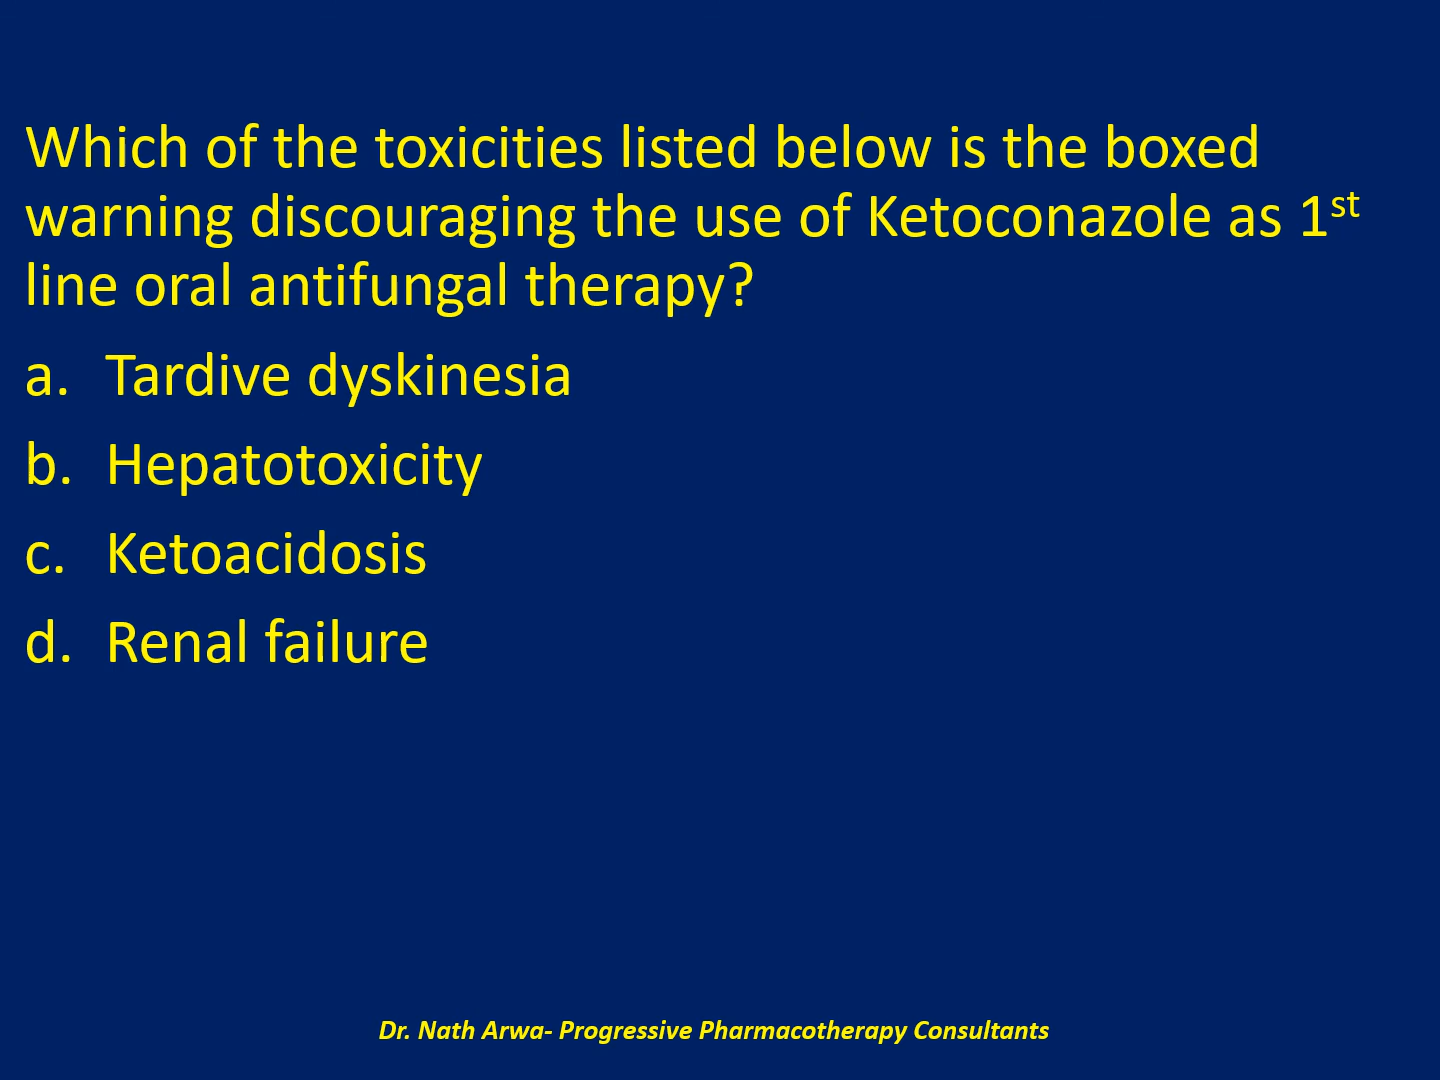 Which of the toxicities listed below is the boxed
warning discouraging the use of Ketoconazole as 1st
line oral antifungal therapy?
a. Tardive dyskinesia
b. Hepatotoxicity
c. Ketoacidosis
d. Renal failure
Dr. Nath Arwa- Progressive Pharmacotherapy Consultants